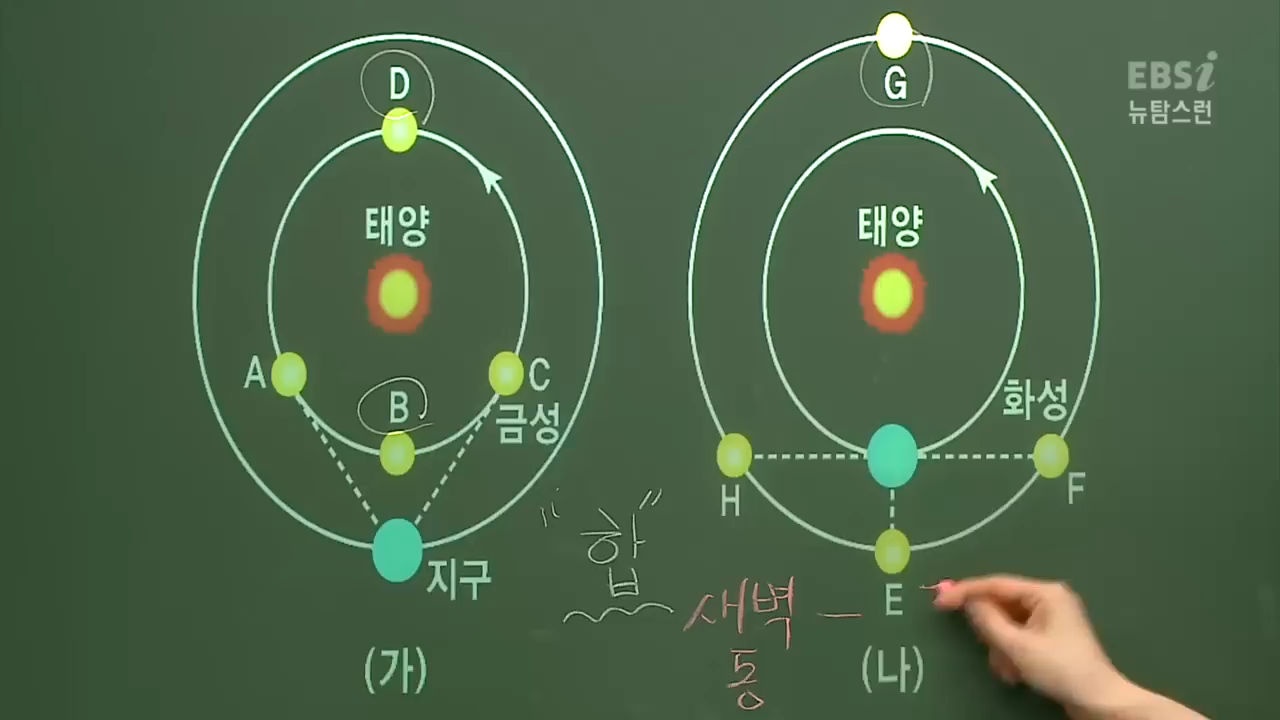 D
G
EBSi
뉴탐스런
태양
태양
A
C
B
금성
화성
H
F
"합"
지구
새벽 — E —
동
(가)
(나)